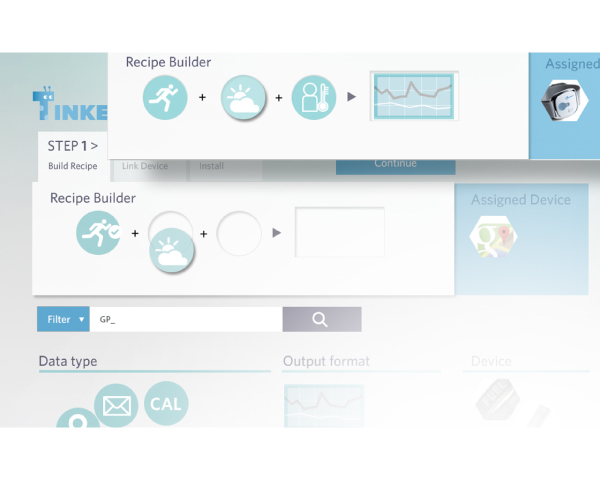 Recipe Builder
Assigned
+ +
TINKE
STEP 1 >
Build Recipe
Link Device
Install
Continue
Recipe Builder
Assigned Device
+ +
Filter
GP_
Data type
Output format
Device
CAL